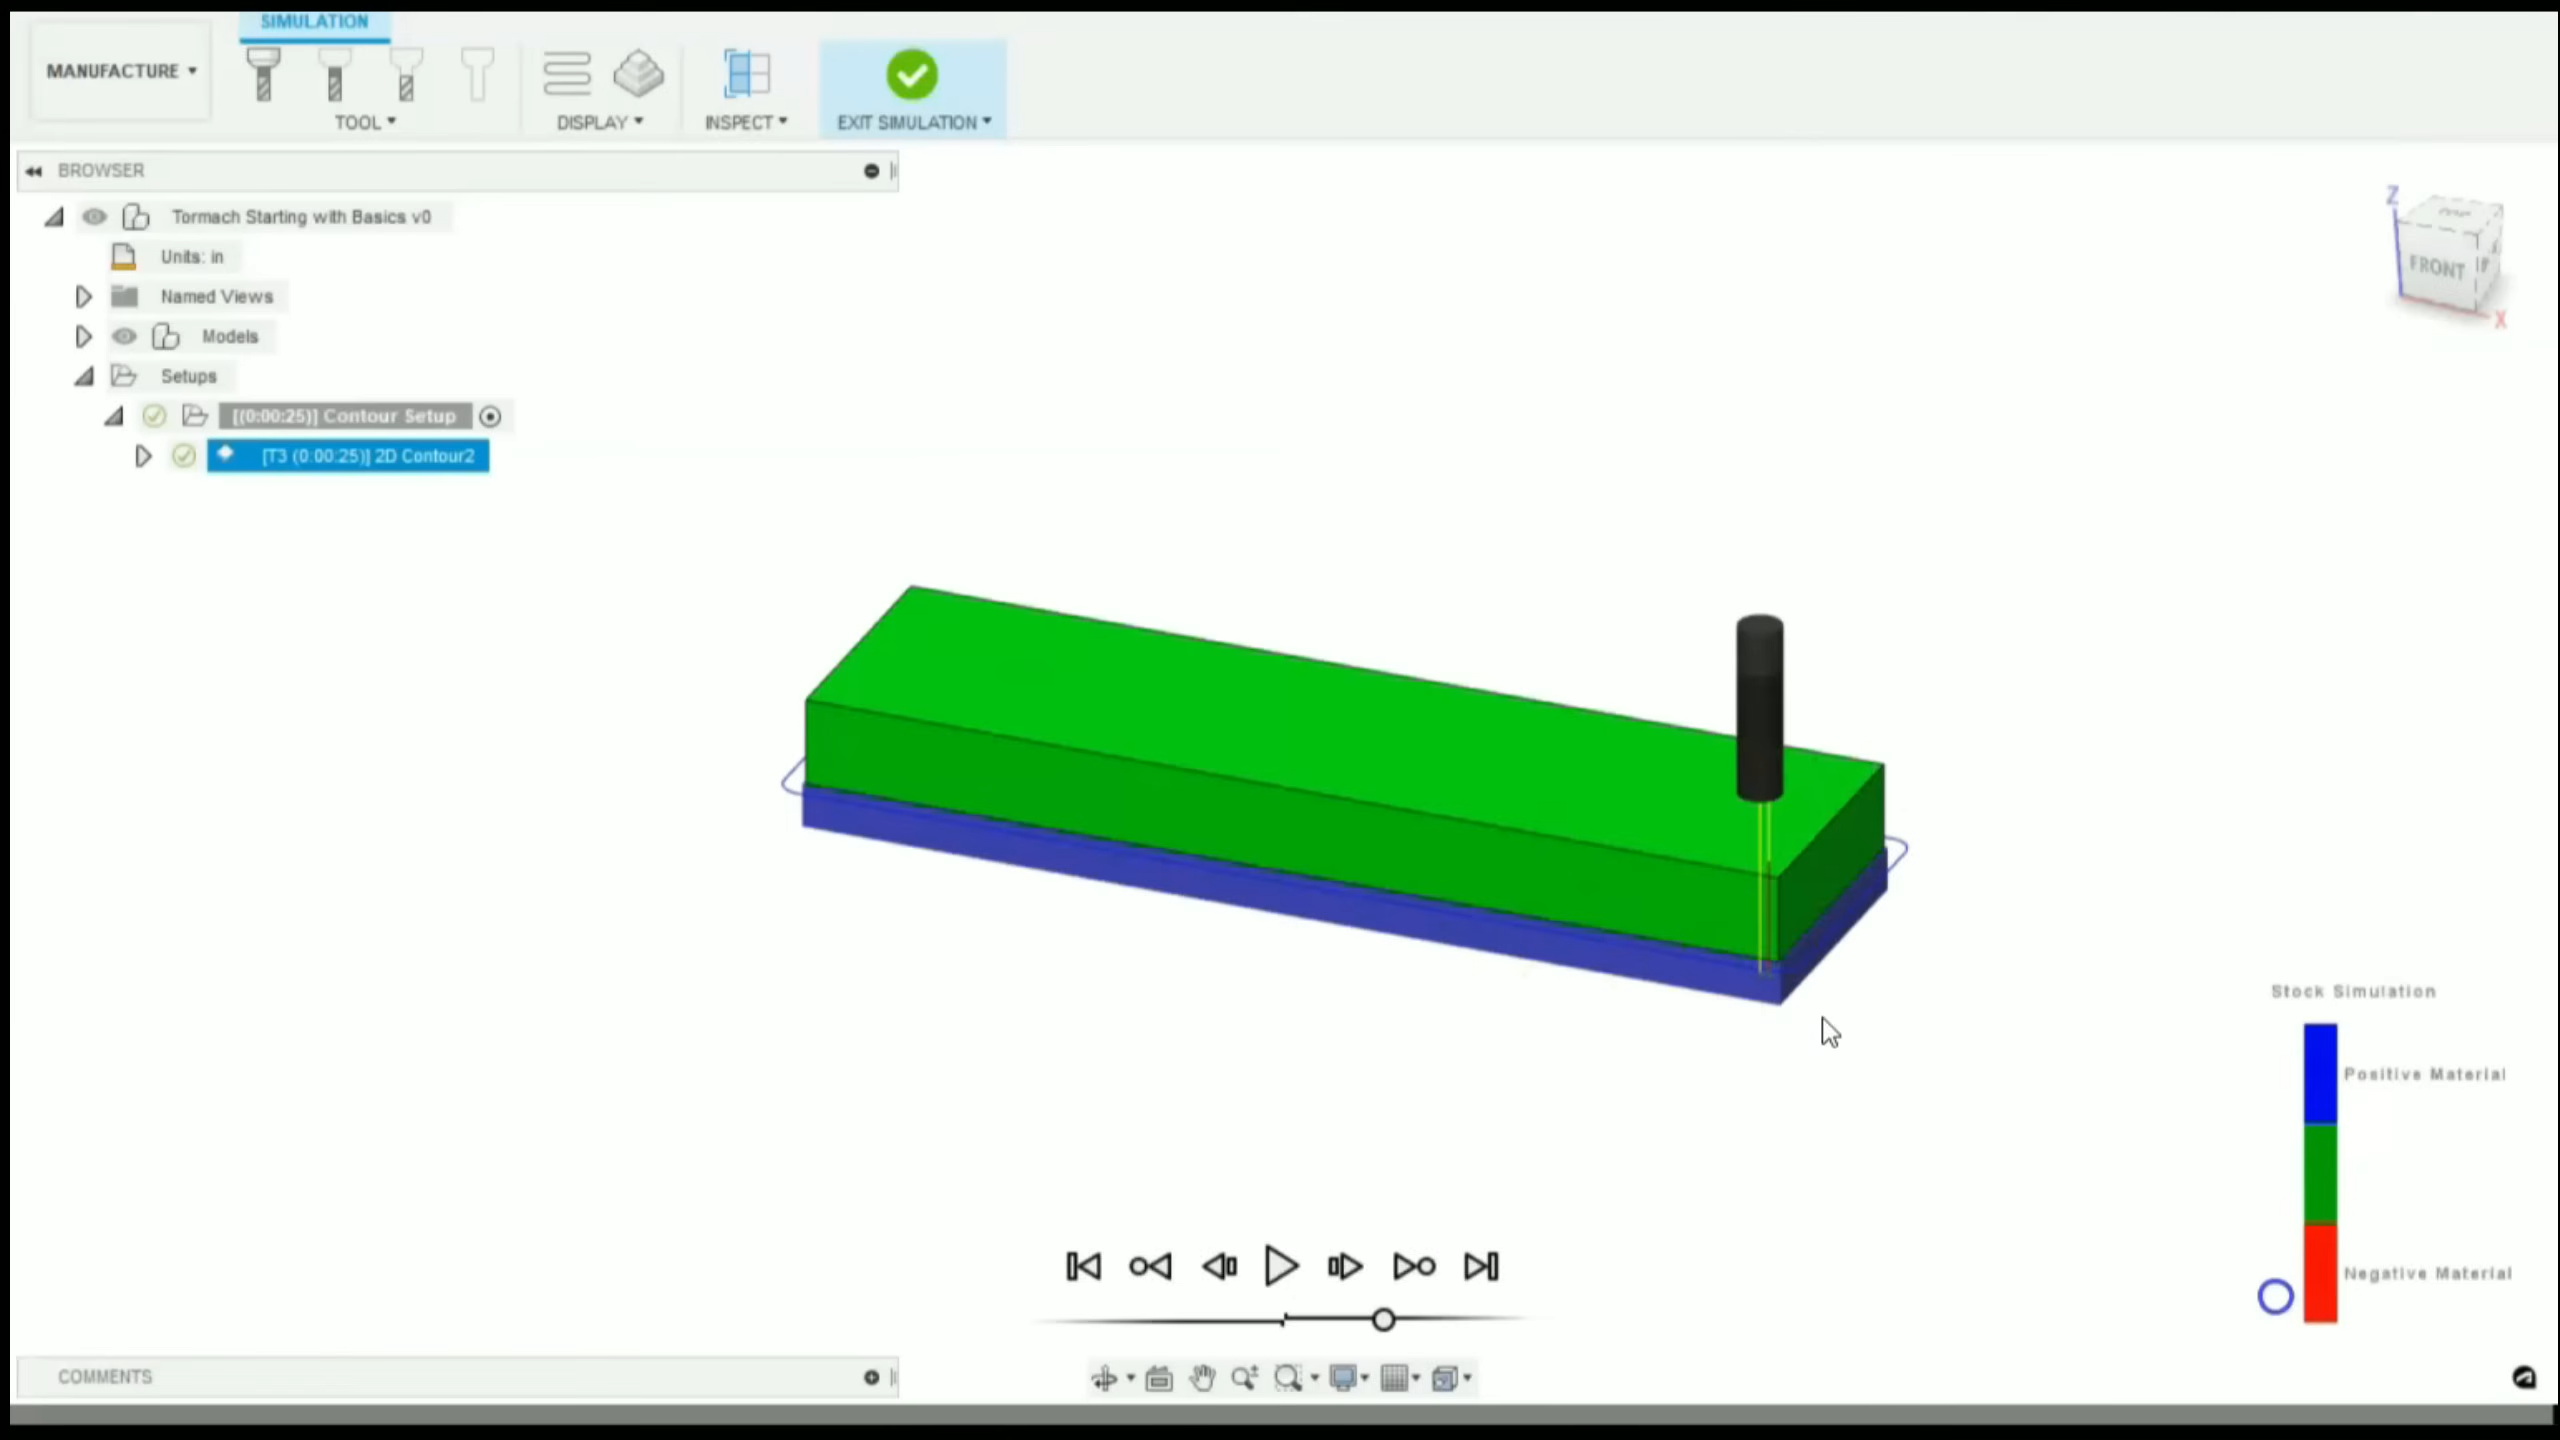 SIMULATION
MANUFACTURE
TOOL
DISPLAY
INSPECT
EXIT SIMULATION
BROWSER
Tormach Starting with Basics v0
Units: in
Named Views
Models
Setups
[(0:00:25)] Contour Setup
[T3 (0:00:25)] 2D Contour2
Z
TOP
FRONT
X
Stock Simulation
Positive Material
Negative Material
COMMENTS